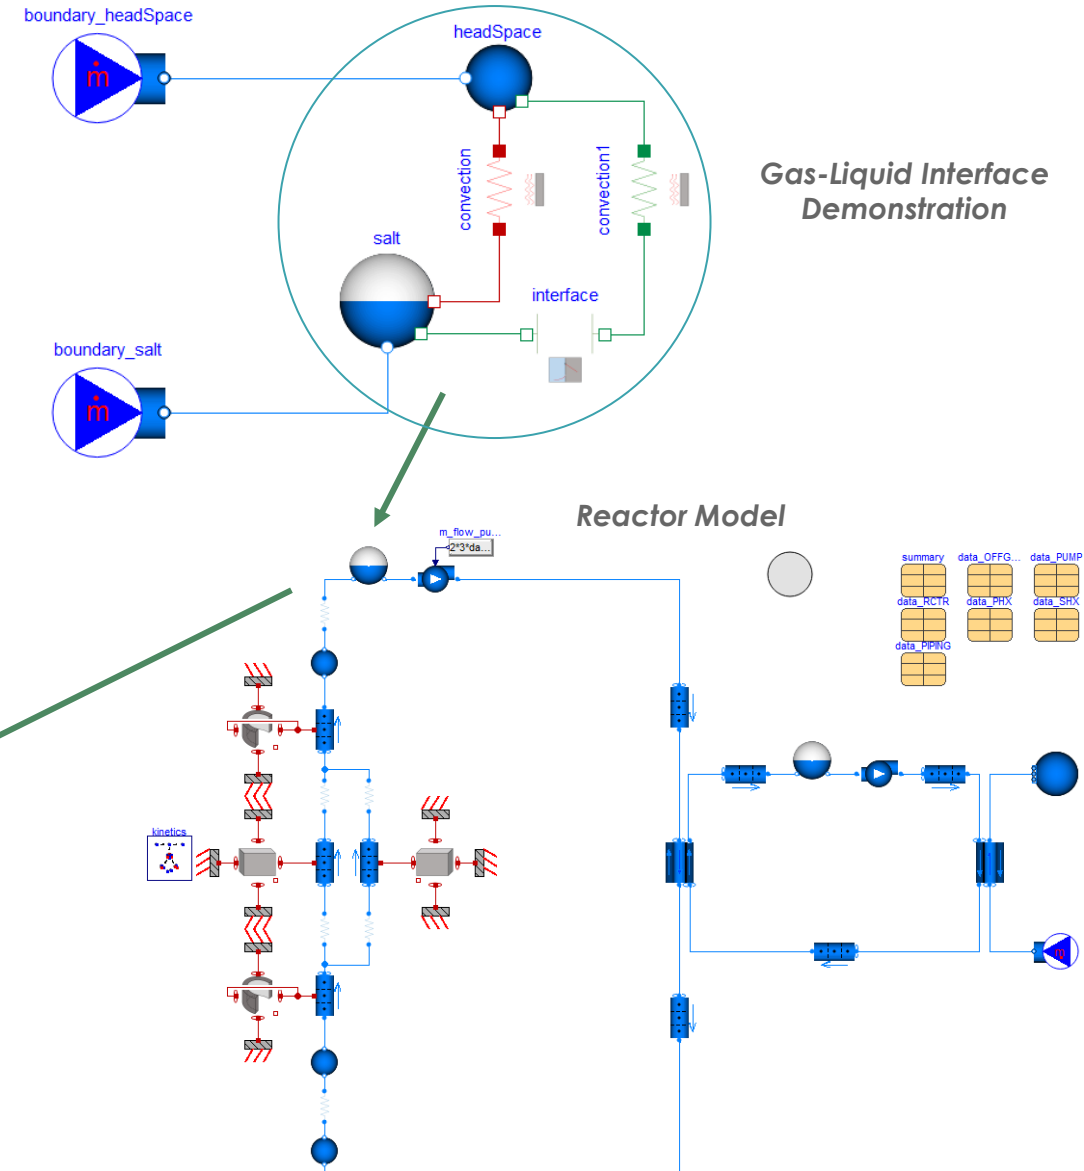 boundary_headSpace
headSpace
convection
convection1
Gas-Liquid Interface
Demonstration
salt
interface
boundary_salt
ṁ
ṁ
Reactor Model
m_flow_pu...
2*3*da...
summary
data_OFFG...
data_PUMP
data_RCTR
data_PHX
data_SHX
data_PIPING
kinetics
ṁ